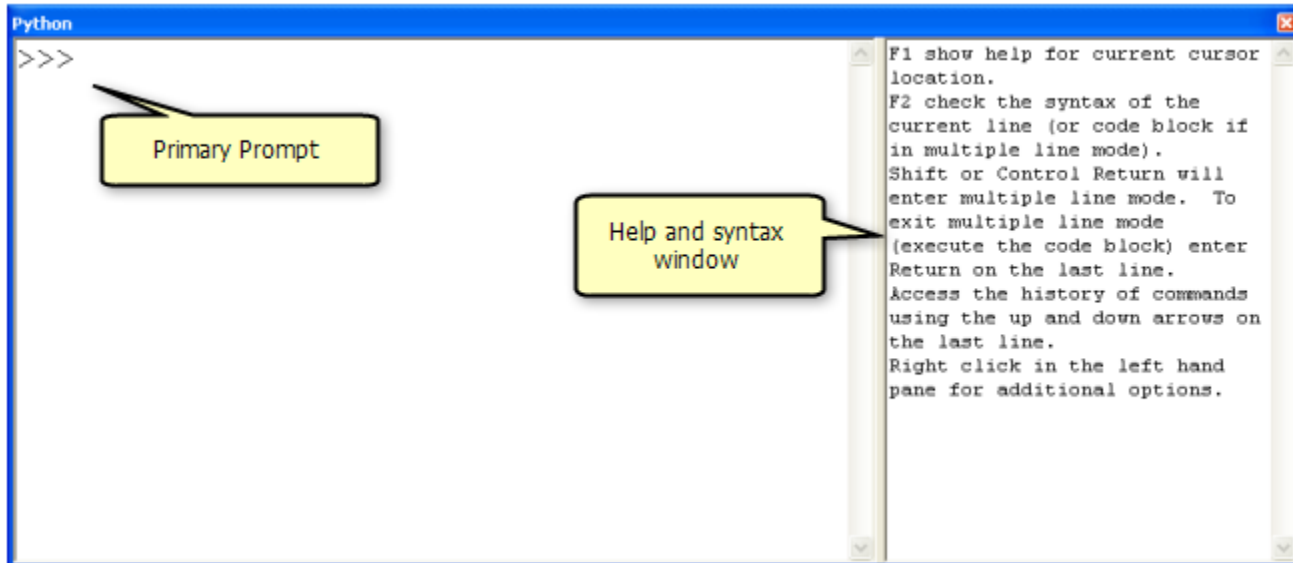 Python
>>>
Primary Prompt
Help and syntax
window
F1 show help for current cursor
location.
F2 check the syntax of the
current line (or code block if
in multiple line mode).
Shift or Control Return will
enter multiple line mode.  To
exit multiple line mode
(execute the code block) enter
Return on the last line.
Access the history of commands
using the up and down arrows on
the last line.
Right click in the left hand
pane for additional options.